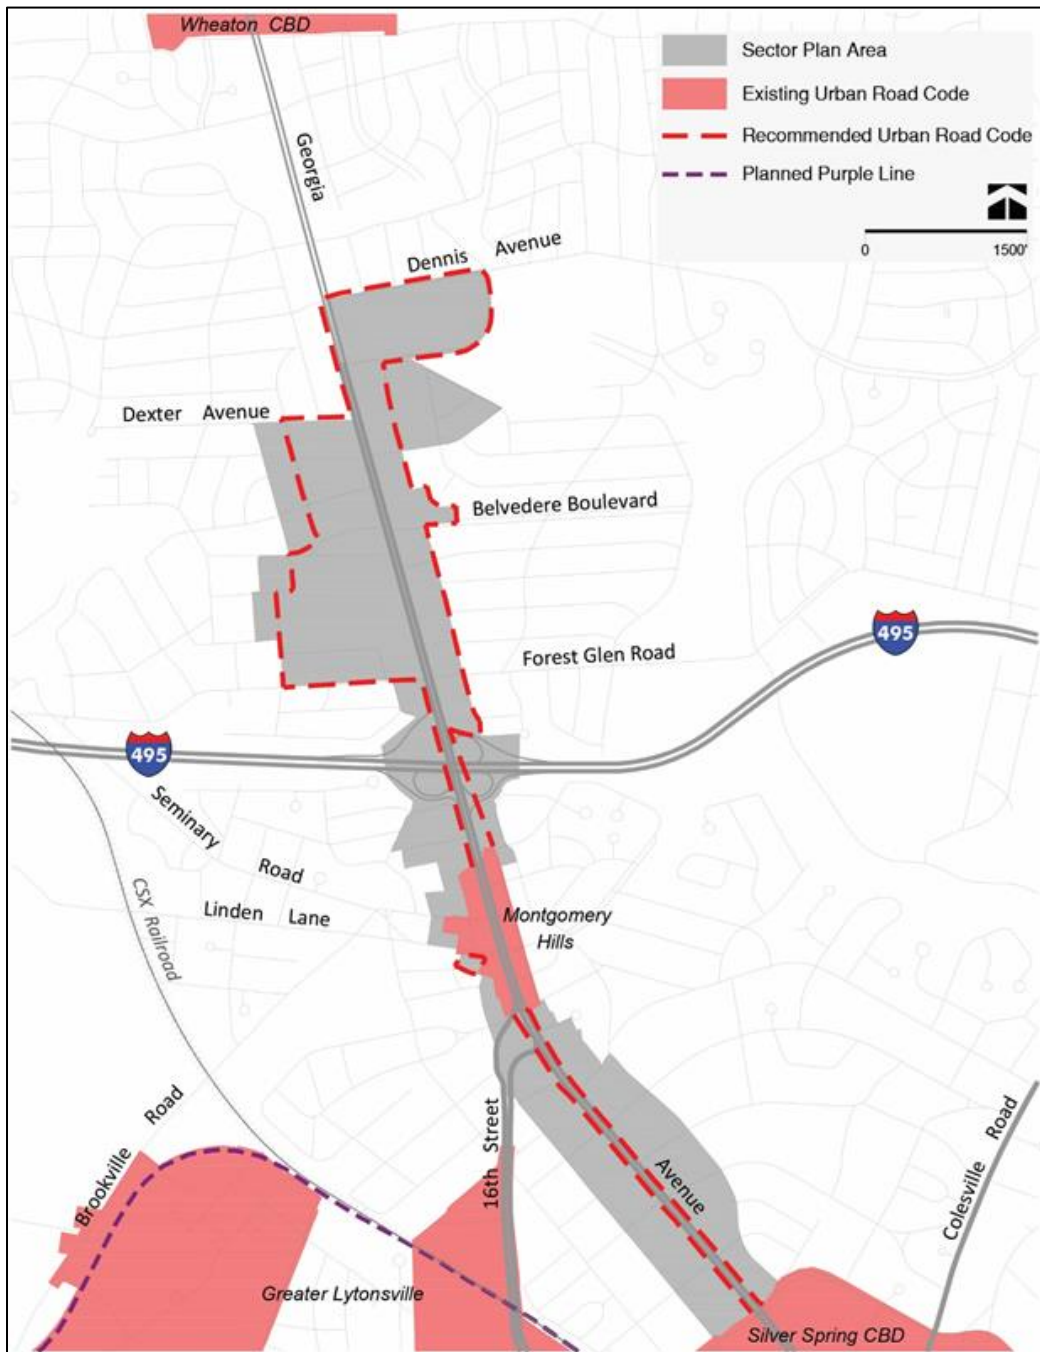 Wheaton CBD
Sector Plan Area
Existing Urban Road Code
Recommended Urban Road Code
Planned Purple Line
0 1500'
Georgia
Dennis Avenue
Dexter Avenue
Belvedere Boulevard
Forest Glen Road
495
495
Seminary Road
Linden Lane
CSX Railroad
Montgomery
Hills
Brookville Road
16th Street
Avenue
Colesville Road
Greater Lytonsville
Silver Spring CBD